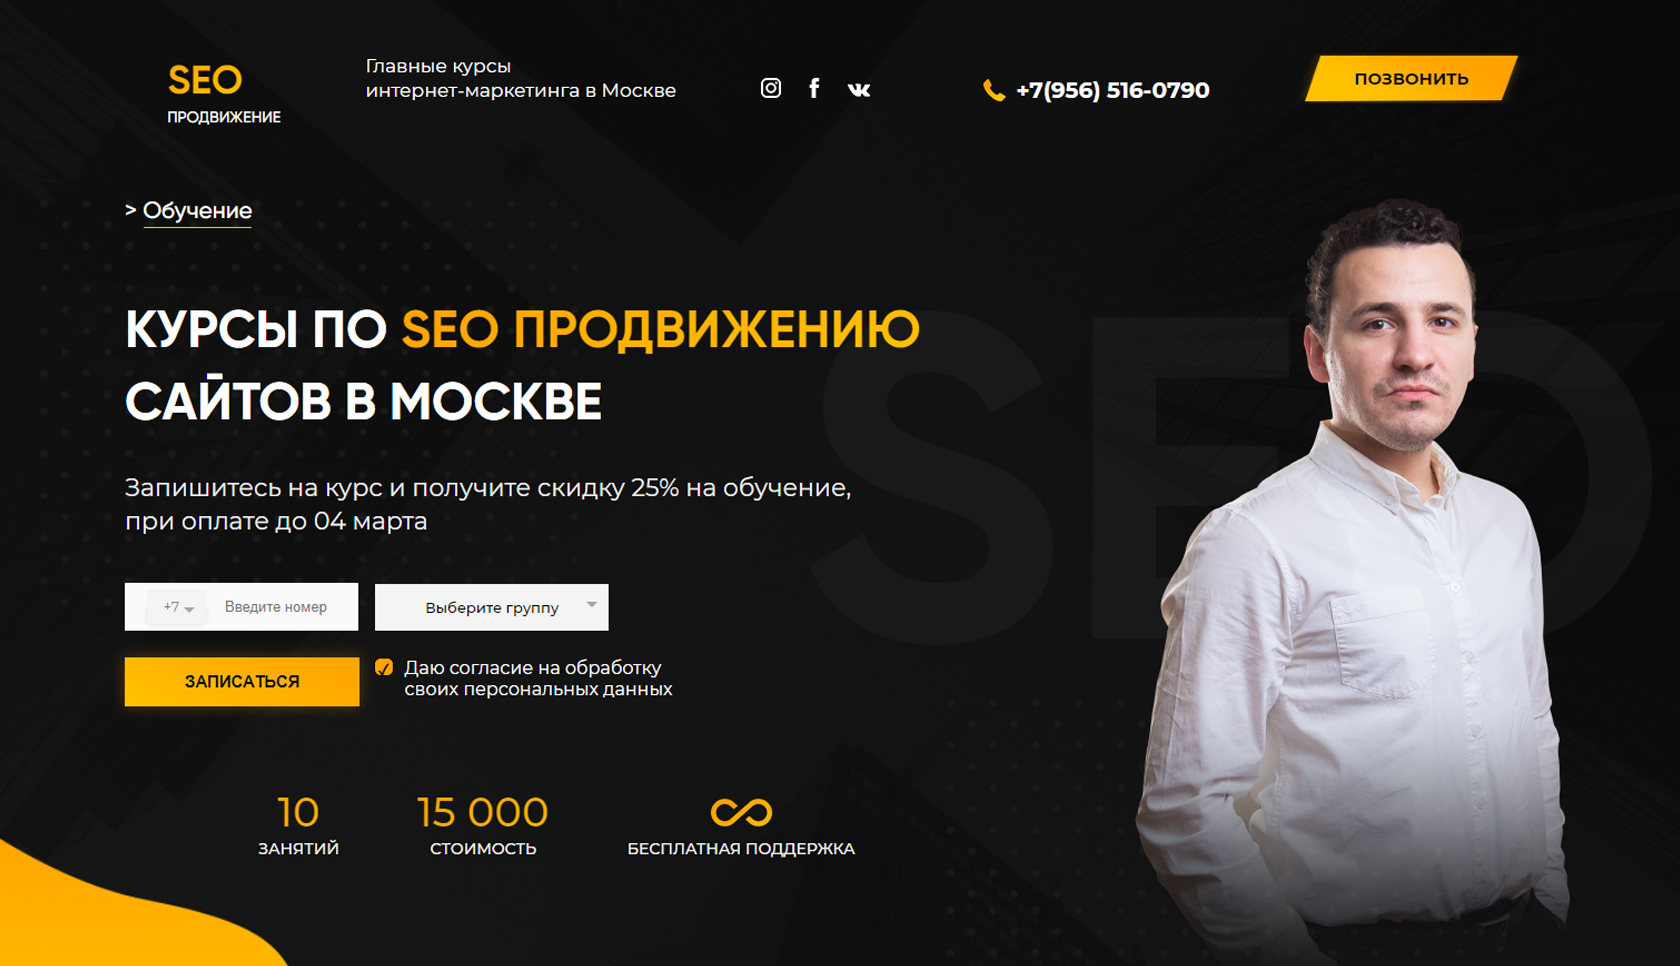 SEO
ПРОДВИЖЕНИЕ
Главные курсы
интернет-маркетинга в Москве
+7(956) 516-0790
ПОЗВОНИТЬ
> Обучение
КУРСЫ ПО SEO ПРОДВИЖЕНИЮ
САЙТОВ В МОСКВЕ
SEO
Запишитесь на курс и получите скидку 25% на обучение,
при оплате до 04 марта
+7 Введите номер
Выберите группу
ЗАПИСАТЬСЯ
Даю согласие на обработку
своих персональных данных
10
ЗАНЯТИЙ
15 000
СТОИМОСТЬ
БЕСПЛАТНАЯ ПОДДЕРЖКА